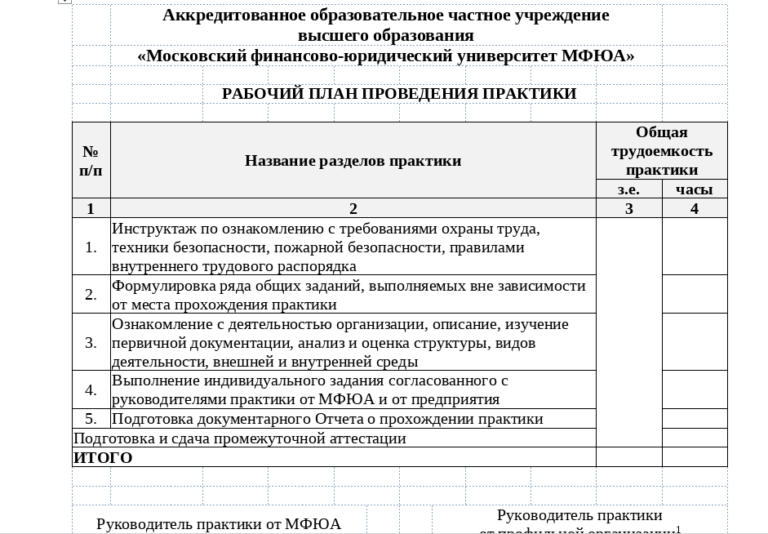 Аккредитованное образовательное частное учреждение
высшего образования
«Московский финансово-юридический университет МФЮА»
РАБОЧИЙ ПЛАН ПРОВЕДЕНИЯ ПРАКТИКИ
№
п/п
Название разделов практики
Общая
трудоемкость
практики
з.е.
часы
1
2
3
4
1.
Инструктаж по ознакомлению с требованиями охраны труда,
техники безопасности, пожарной безопасности, правилами
внутреннего трудового распорядка
2.
Формулировка ряда общих заданий, выполняемых вне зависимости
от места прохождения практики
3.
Ознакомление с деятельностью организации, описание, изучение
первичной документации, анализ и оценка структуры, видов
деятельности, внешней и внутренней среды
4.
Выполнение индивидуального задания согласованного с
руководителями практики от МФЮА и от предприятия
5.
Подготовка документарного Отчета о прохождении практики
Подготовка и сдача промежуточной аттестации
ИТОГО
Руководитель практики от МФЮА
Руководитель практики
от профильной организации1